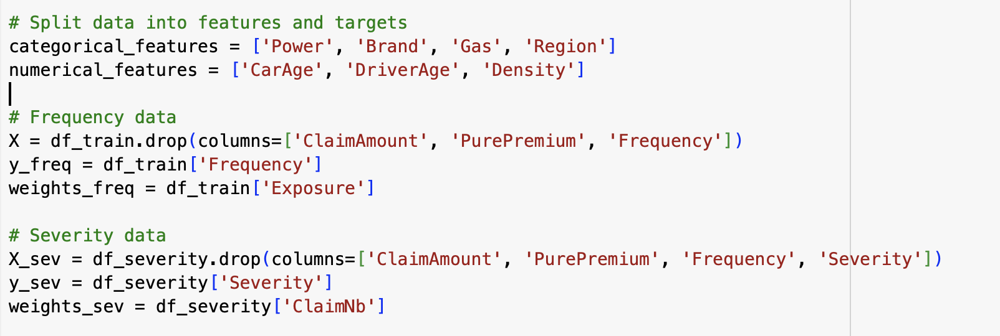 # Split data into features and targets
categorical_features = ['Power', 'Brand', 'Gas', 'Region']
numerical_features = ['CarAge', 'DriverAge', 'Density']
# Frequency data
X = df_train.drop(columns=['ClaimAmount', 'PurePremium', 'Frequency'])
y_freq = df_train['Frequency']
weights_freq = df_train['Exposure']
# Severity data
X_sev = df_severity.drop(columns=['ClaimAmount', 'PurePremium', 'Frequency', 'Severity'])
y_sev = df_severity['Severity']
weights_sev = df_severity['ClaimNb']